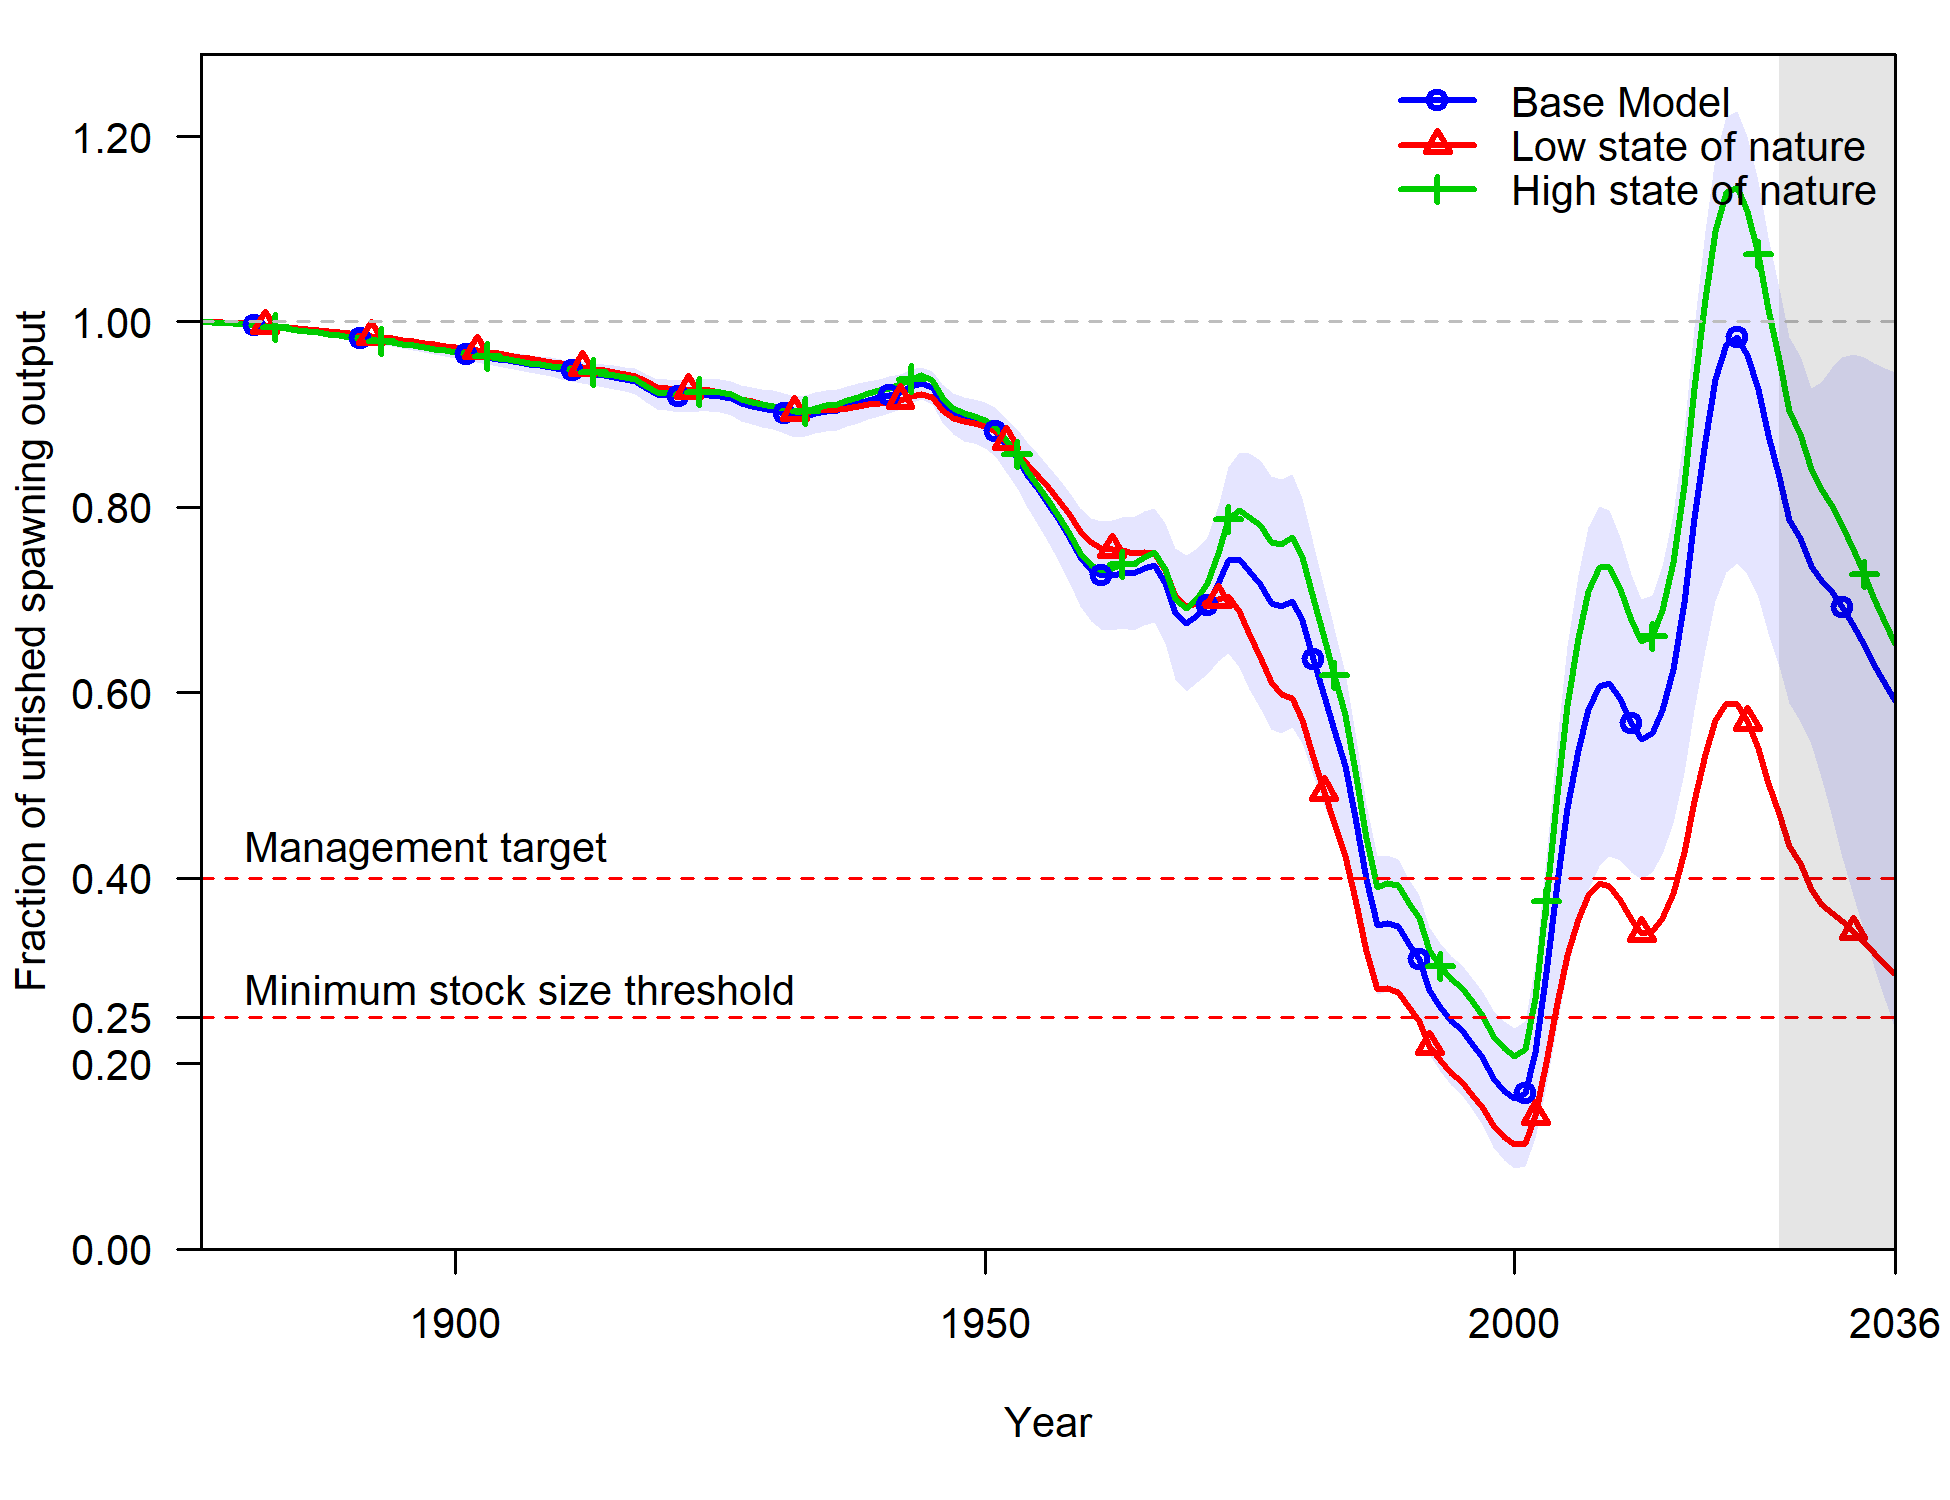 Base Model
Low state of nature
High state of nature
1.20
1.00
0.80
0.60
0.40
0.25
0.20
0.00
Fraction of unfished spawning output
Management target
Minimum stock size threshold
1900
1950
2000
2036
Year